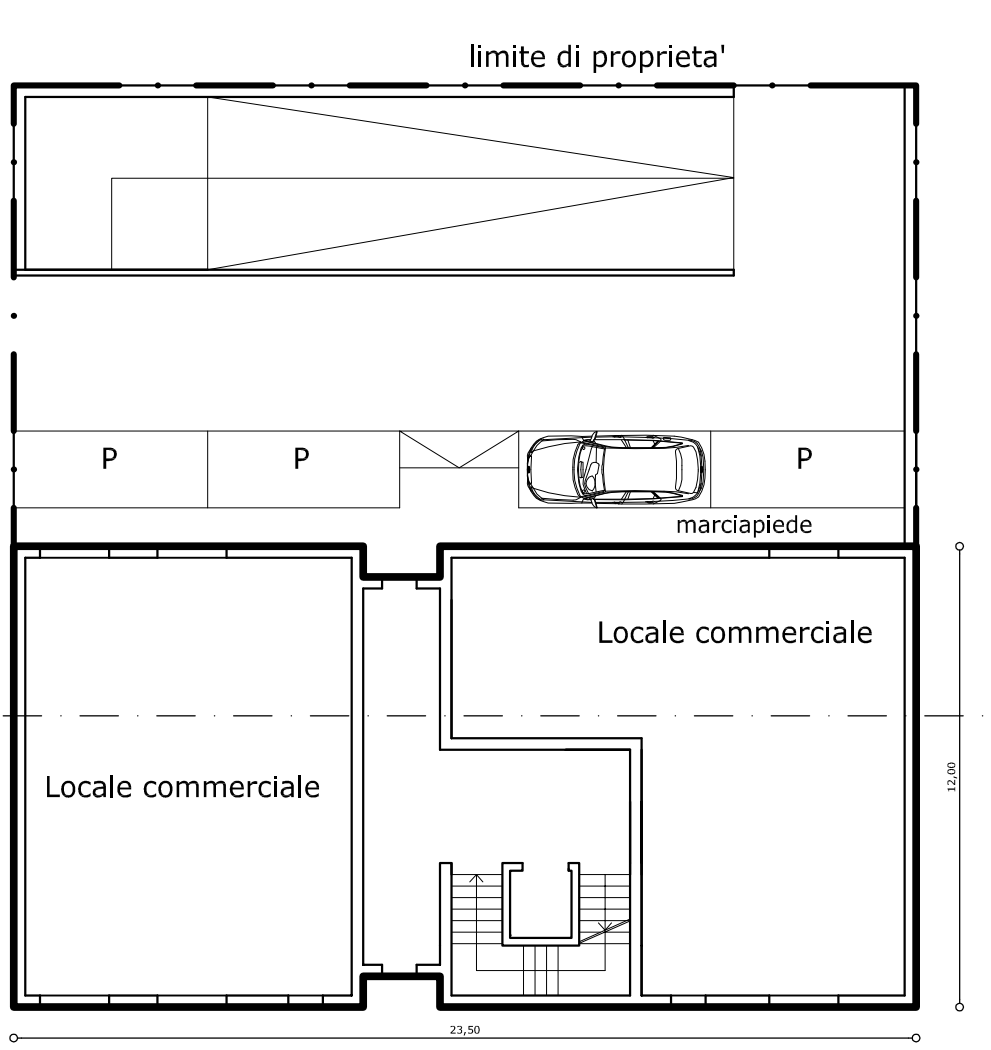 limite di proprieta'
P
P
P
marciapiede
Locale commerciale
Locale commerciale
12,00
23,50